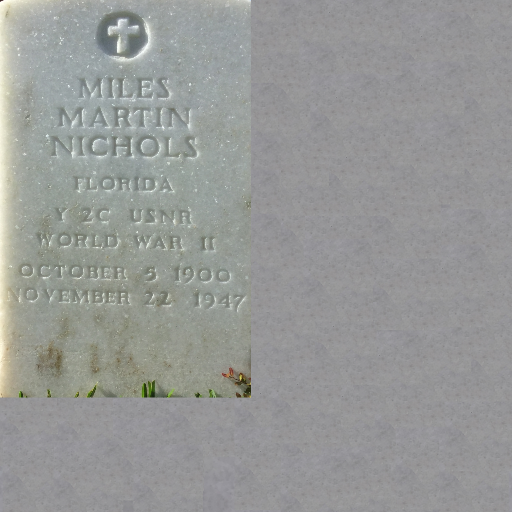 MILES
MARTIN
NICHOLS
FLORIDA
Y 2C USNR
WORLD WAR II
OCTOBER 5 1900
NOVEMBER 22 1947